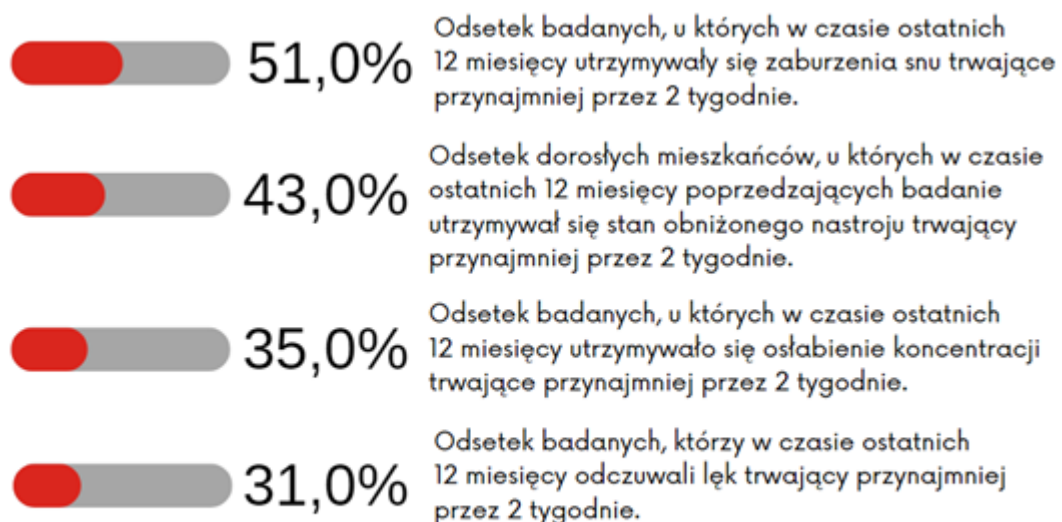 51,0%
Odsetek badanych, u których w czasie ostatnich
12 miesięcy utrzymywały się zaburzenia snu trwające
przynajmniej przez 2 tygodnie.
43,0%
Odsetek dorosłych mieszkańców, u których w czasie
ostatnich 12 miesięcy poprzedzających badanie
utrzymywał się stan obniżonego nastroju trwający
przynajmniej przez 2 tygodnie.
35,0%
Odsetek badanych, u których w czasie ostatnich
12 miesięcy utrzymywało się osłabienie koncentracji
trwające przynajmniej przez 2 tygodnie.
31,0%
Odsetek badanych, którzy w czasie ostatnich
12 miesięcy odczuwali lęk trwający przynajmniej
przez 2 tygodnie.